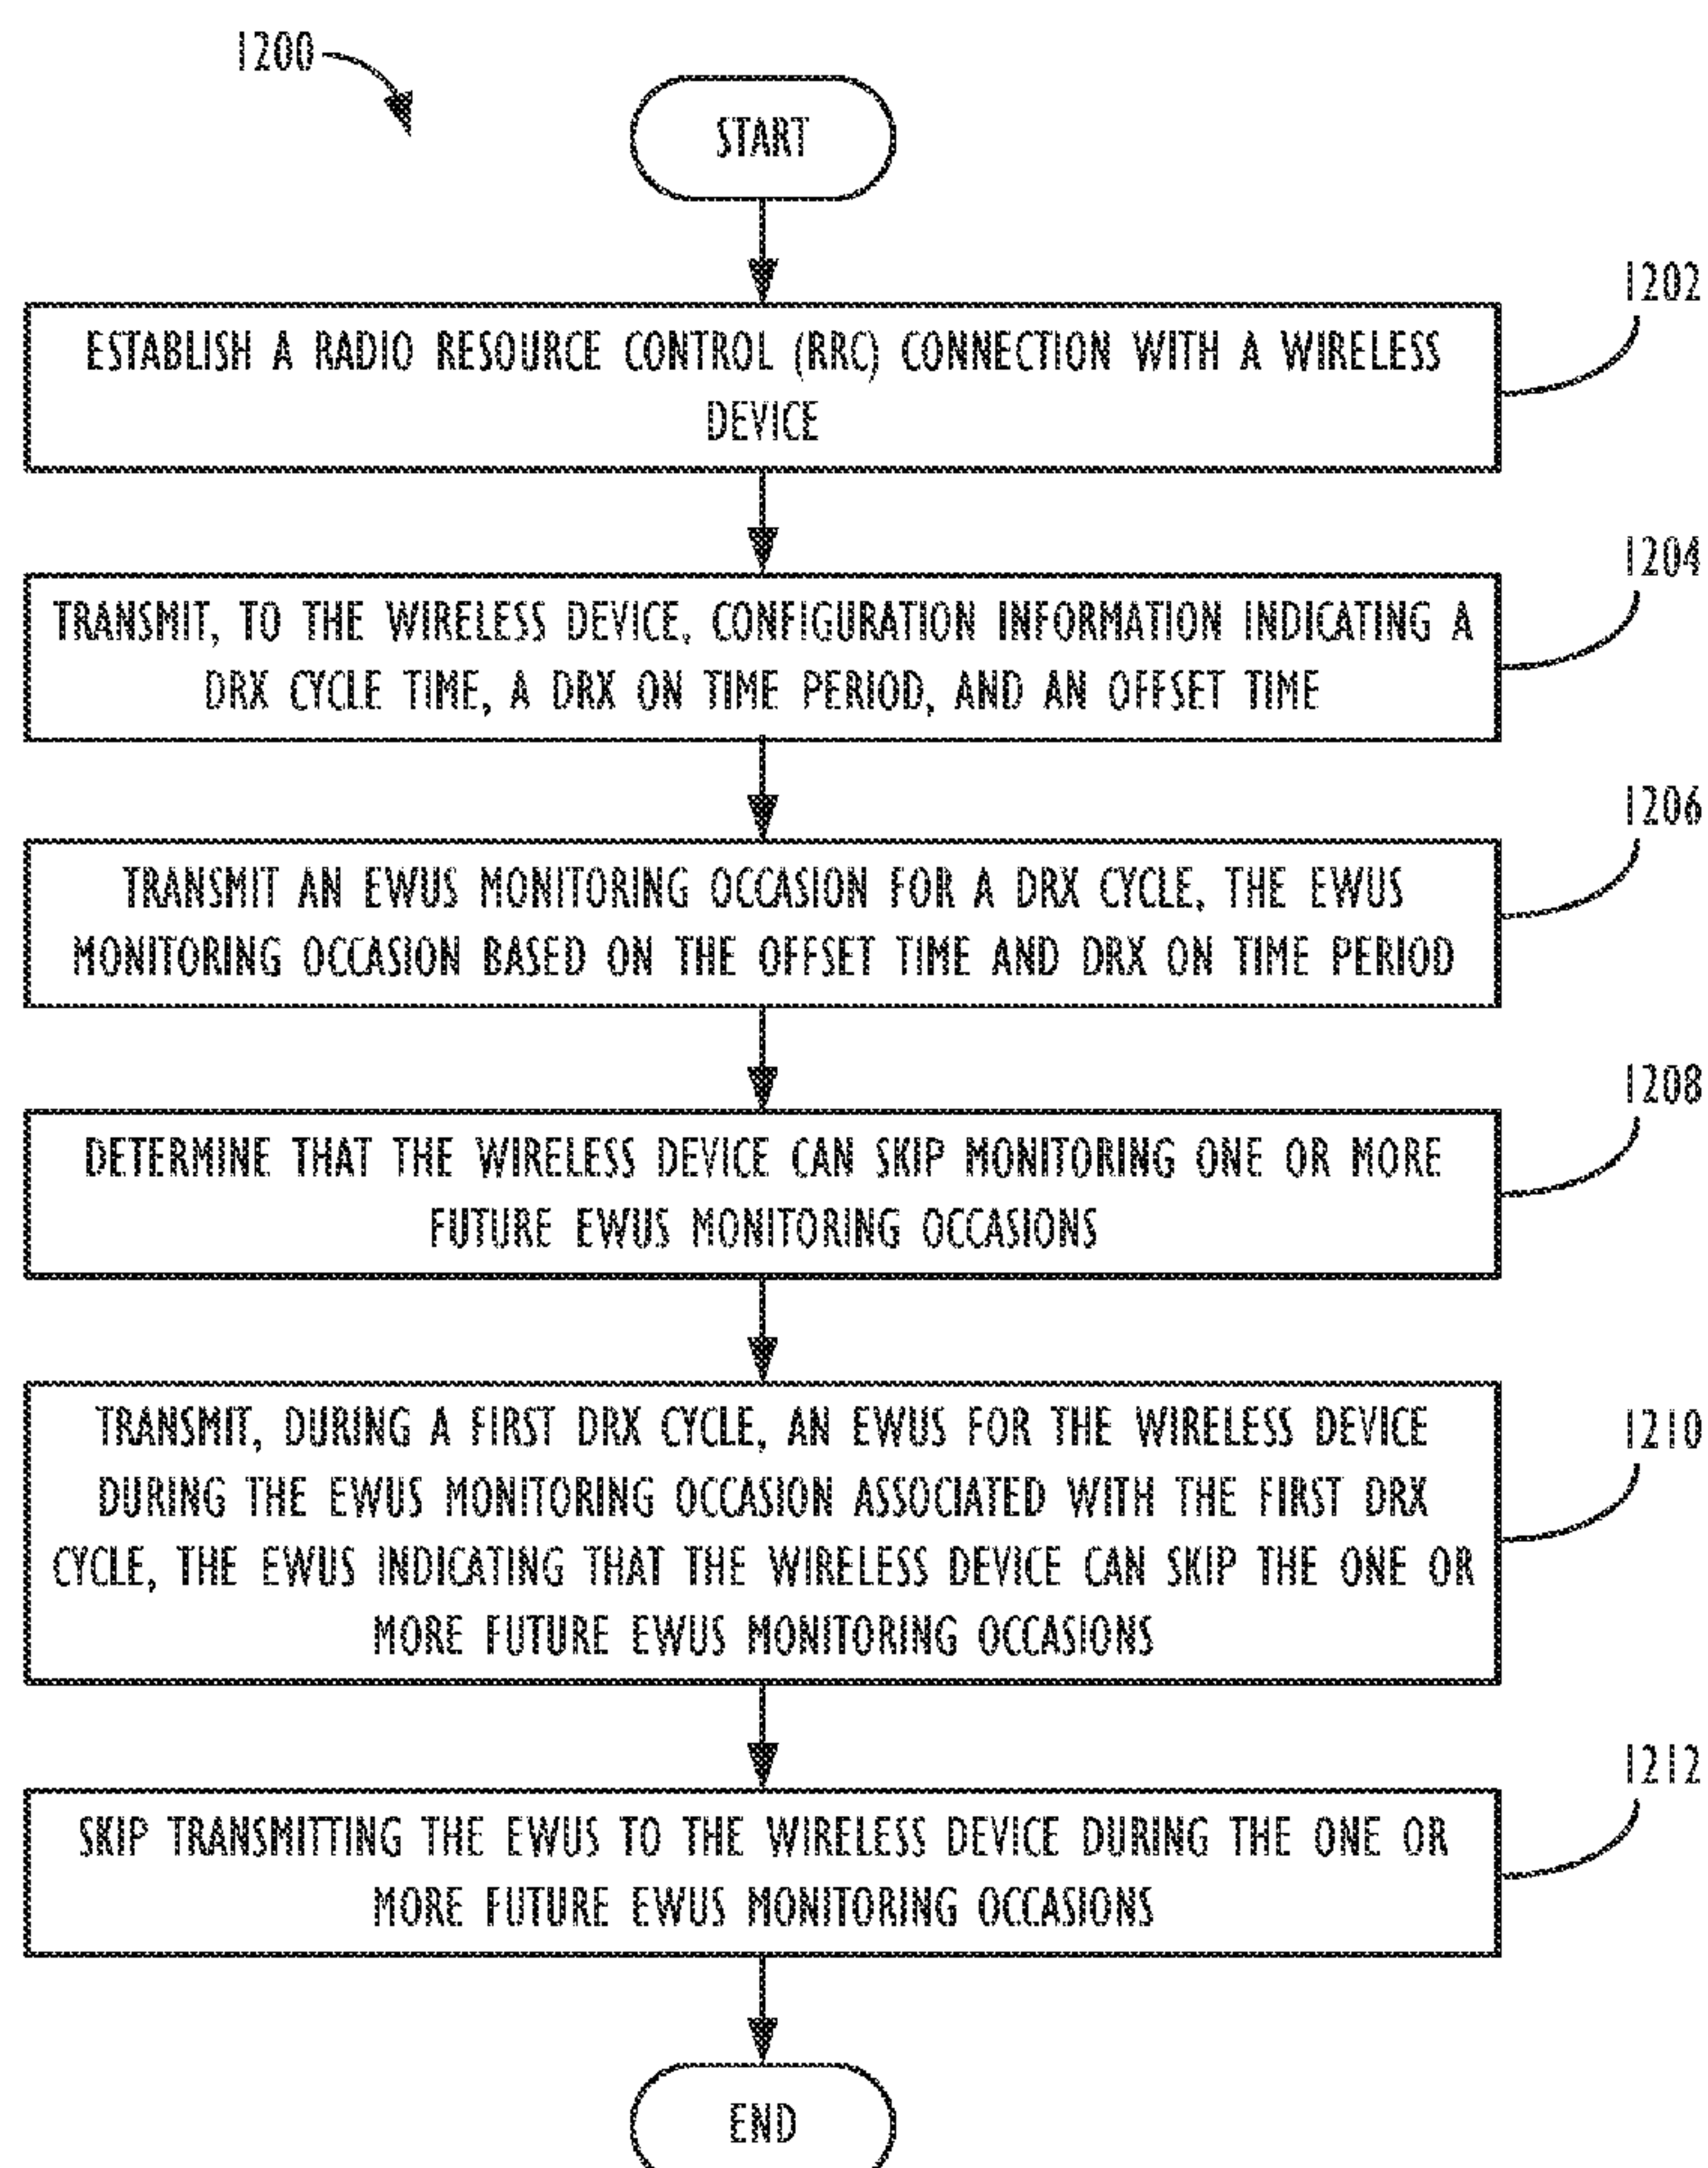 1200
START
1202
ESTABLISH A RADIO RESOURCE CONTROL (RRC) CONNECTION WITH A WIRELESS
DEVICE
1204
TRANSMIT, TO THE WIRELESS DEVICE, CONFIGURATION INFORMATION INDICATING A
DRX CYCLE TIME, A DRX ON TIME PERIOD, AND AN OFFSET TIME
1206
TRANSMIT AN EWUS MONITORING OCCASION FOR A DRX CYCLE, THE EWUS
MONITORING OCCASION BASED ON THE OFFSET TIME AND DRX ON TIME PERIOD
1208
DETERMINE THAT THE WIRELESS DEVICE CAN SKIP MONITORING ONE OR MORE
FUTURE EWUS MONITORING OCCASIONS
1210
TRANSMIT, DURING A FIRST DRX CYCLE, AN EWUS FOR THE WIRELESS DEVICE
DURING THE EWUS MONITORING OCCASION ASSOCIATED WITH THE FIRST DRX
CYCLE, THE EWUS INDICATING THAT THE WIRELESS DEVICE CAN SKIP THE ONE OR
MORE FUTURE EWUS MONITORING OCCASIONS
1212
SKIP TRANSMITTING THE EWUS TO THE WIRELESS DEVICE DURING THE ONE OR
MORE FUTURE EWUS MONITORING OCCASIONS
END